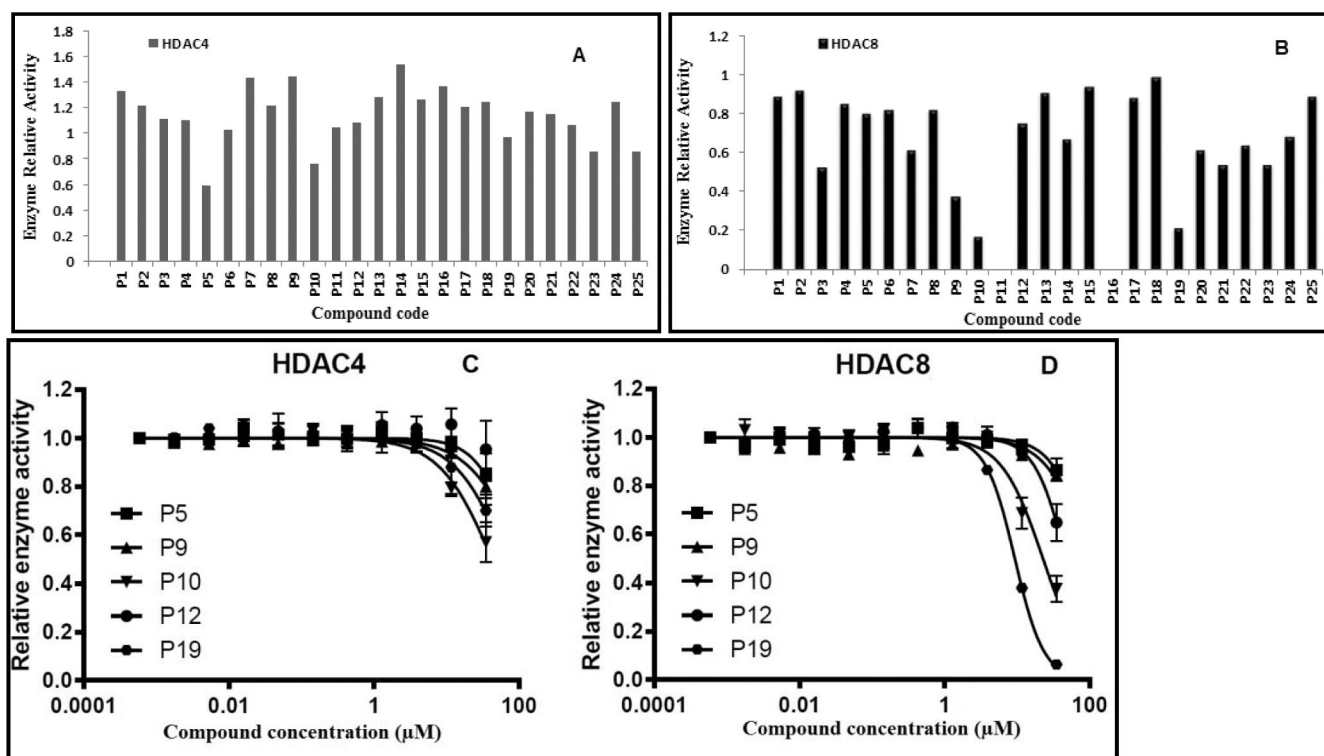 HDAC4
A
Enzyme Relative Activity
1.8
1.6
1.4
1.2
1
0.8
0.6
0.4
0.2
0
P1 P2 P3 P4 P5 P6 P7 P8 P9 P10 P11 P12 P13 P14 P15 P16 P17 P18 P19 P20 P21 P22 P23 P24 P25
Compound code
HDAC8
B
Enzyme Relative Activity
1.2
1
0.8
0.6
0.4
0.2
0
P1 P2 P3 P4 P5 P6 P7 P8 P9 P10 P11 P12 P13 P14 P15 P16 P17 P18 P19 P20 P21 P22 P23 P24 P25
Compound code
HDAC4 C
Relative enzyme activity
1.2
1.0
0.8
0.6
0.4
0.2
0.0
P5
P9
P10
P12
P19
0.0001 0.01 1 100
Compound concentration (µM)
HDAC8 D
Relative enzyme activity
1.2
1.0
0.8
0.6
0.4
0.2
0.0
P5
P9
P10
P12
P19
0.0001 0.01 1 100
Compound concentration (µM)